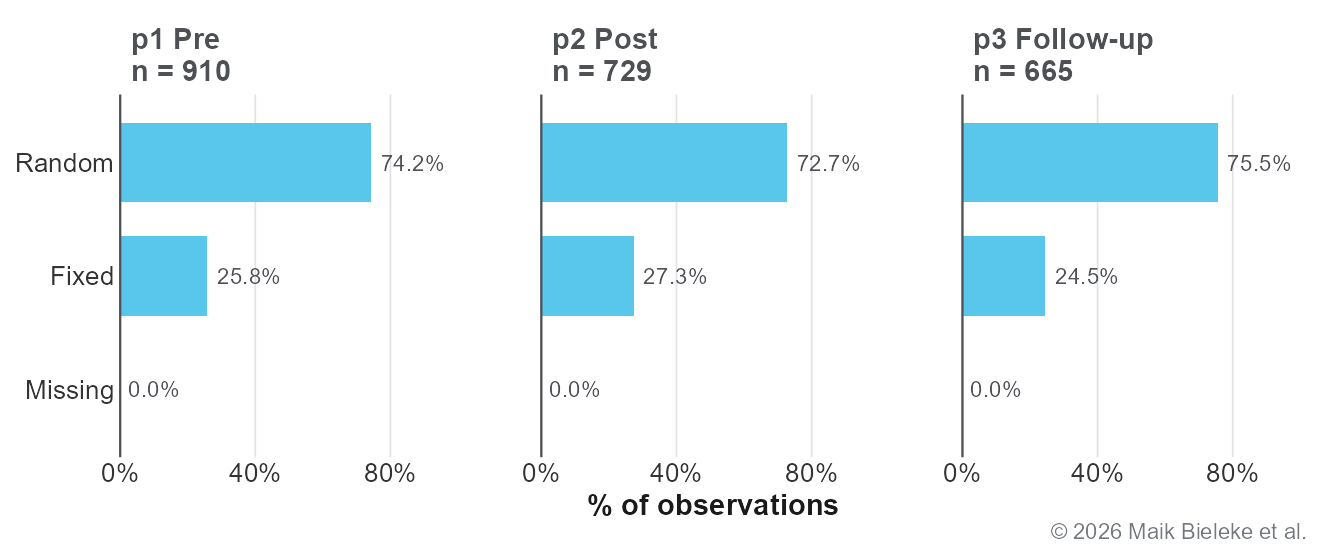 p1 Pre
n = 910
p2 Post
n = 729
p3 Follow-up
n = 665
Random
74.2%
72.7%
75.5%
Fixed
25.8%
27.3%
24.5%
Missing
0.0%
0.0%
0.0%
0% 40% 80%
0% 40% 80%
0% 40% 80%
% of observations
© 2026 Maik Bieleke et al.